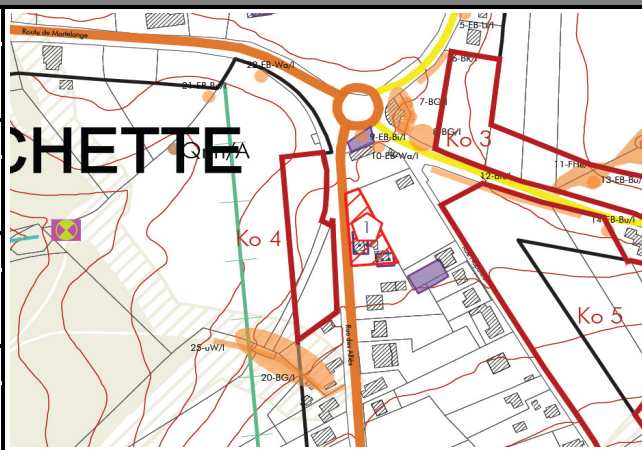 5-EB-U/I
Route de Martelange
22-EB-Wa/I
6-BK/I
21-EB-Bu/I
7-BG/I
8-BG/I
9-EB-Bi/I
Ko 3
CHETTE
10-EB-Wa/I
11-FH
13-EB-Bu/
12-B
14-EB-Bu/I
1
Ko 4
Ko 5
Rue des Alliés
25-uW/I
20-BG/I